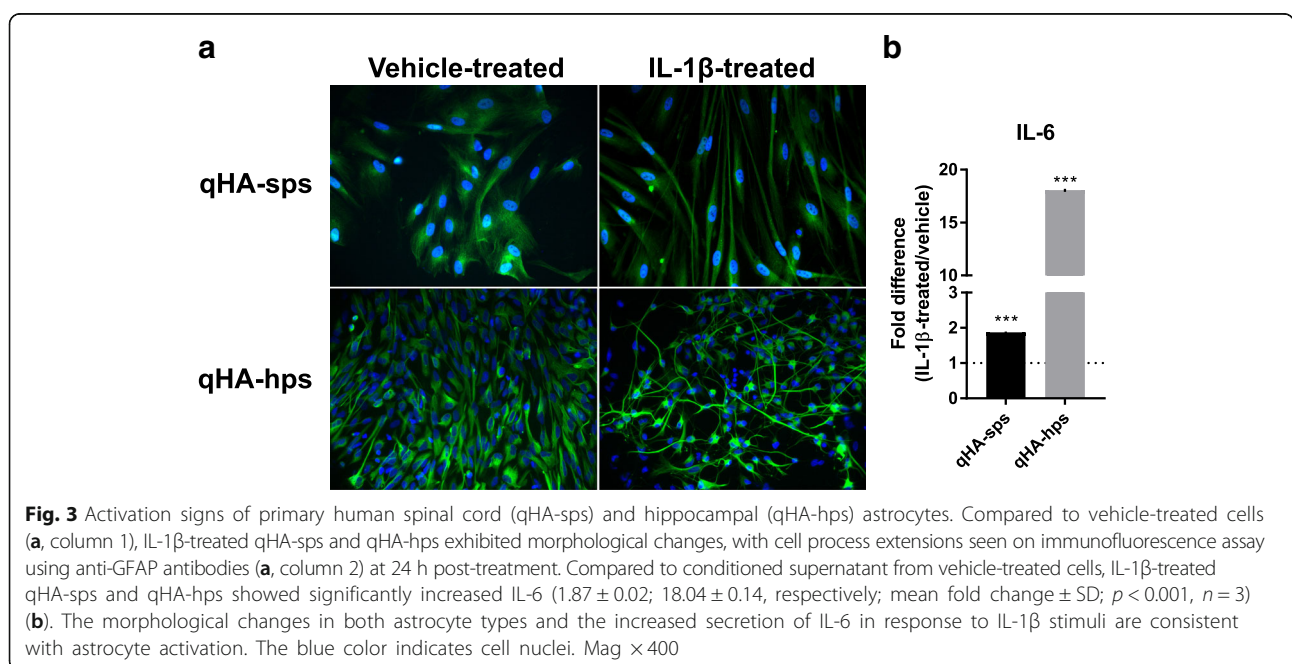 a
b
Vehicle-treated
IL-1β-treated
qHA-sps
qHA-hps
IL-6
Fold difference
(IL-1β-treated/vehicle)
20
15
10
3
2
1
0
***
***
qHA-sps
qHA-hps
Fig. 3 Activation signs of primary human spinal cord (qHA-sps) and hippocampal (qHA-hps) astrocytes. Compared to vehicle-treated cells
(a, column 1), IL-1β-treated qHA-sps and qHA-hps exhibited morphological changes, with cell process extensions seen on immunofluorescence assay
using anti-GFAP antibodies (a, column 2) at 24 h post-treatment. Compared to conditioned supernatant from vehicle-treated cells, IL-1β-treated
qHA-sps and qHA-hps showed significantly increased IL-6 (1.87 ± 0.02; 18.04 ± 0.14, respectively; mean fold change ± SD; p < 0.001, n = 3)
(b). The morphological changes in both astrocyte types and the increased secretion of IL-6 in response to IL-1β stimuli are consistent
with astrocyte activation. The blue color indicates cell nuclei. Mag × 400